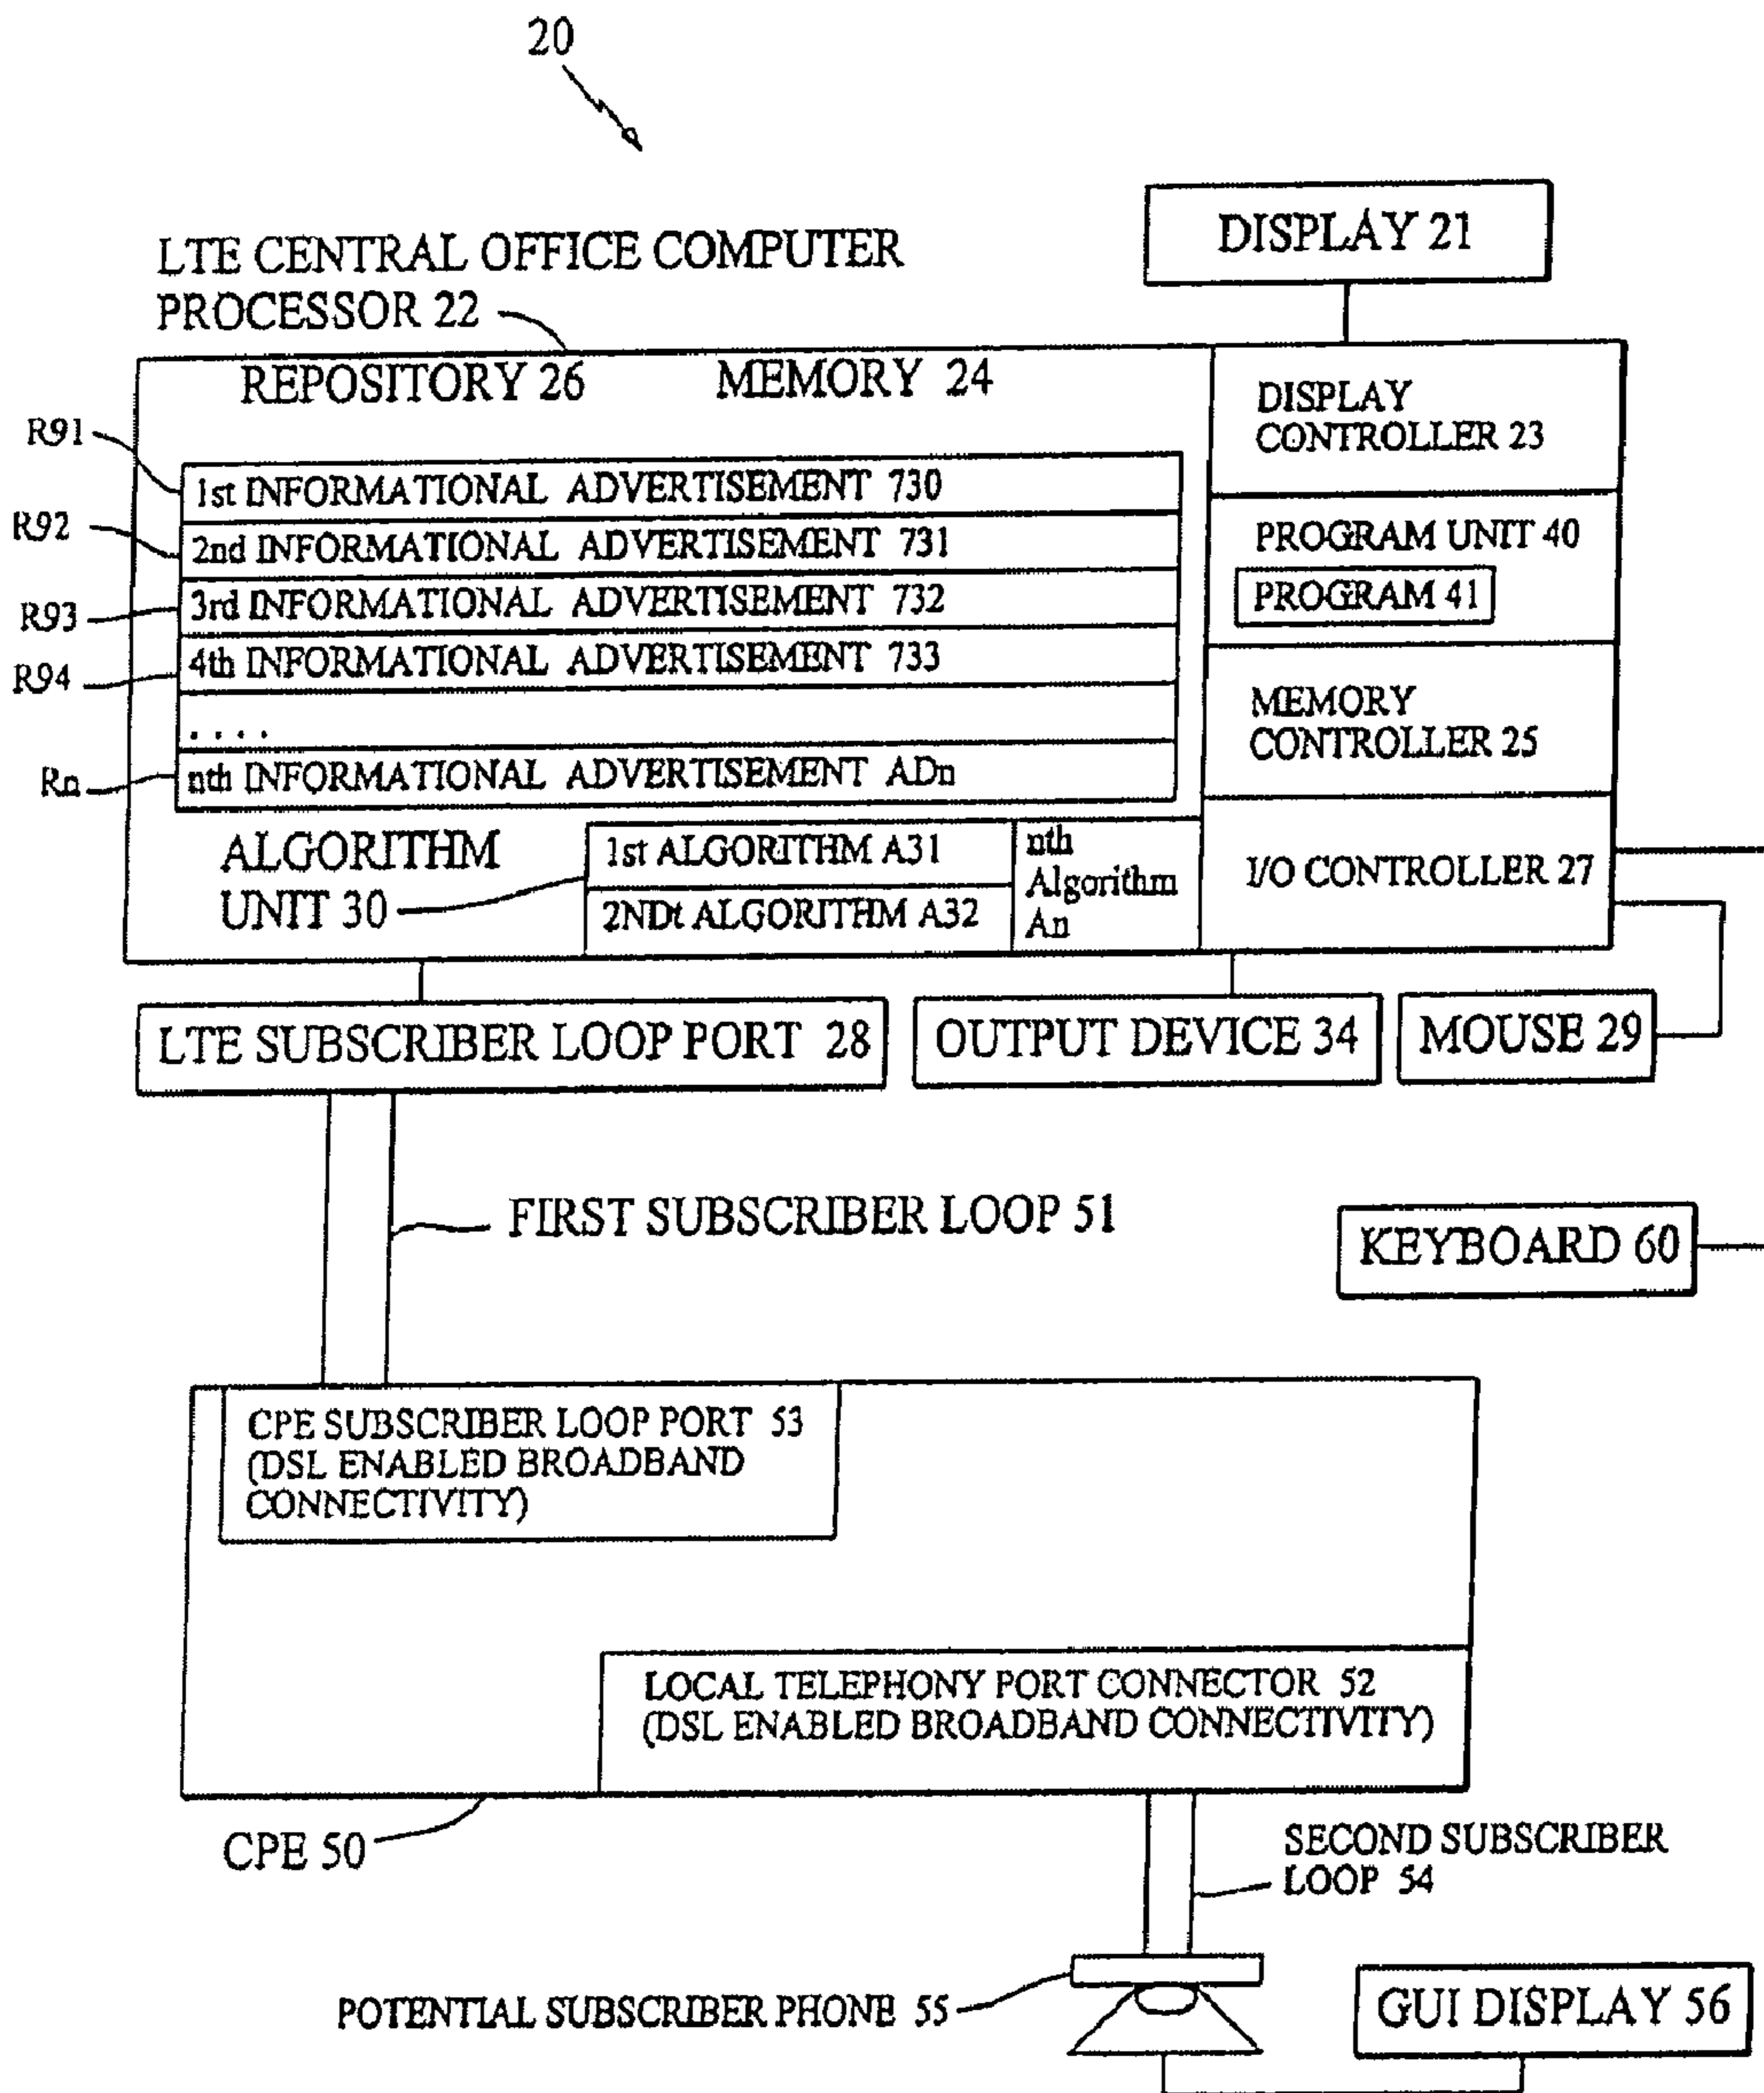 20
LTE CENTRAL OFFICE COMPUTER
PROCESSOR 22
DISPLAY 21
REPOSITORY 26
MEMORY 24
R91
1st INFORMATIONAL ADVERTISEMENT 730
R92
2nd INFORMATIONAL ADVERTISEMENT 731
R93
3rd INFORMATIONAL ADVERTISEMENT 732
R94
4th INFORMATIONAL ADVERTISEMENT 733
. . . .
Rn
nth INFORMATIONAL ADVERTISEMENT ADn
DISPLAY
CONTROLLER 23
PROGRAM UNIT 40
PROGRAM 41
MEMORY
CONTROLLER 25
I/O CONTROLLER 27
ALGORITHM
UNIT 30
1st ALGORITHM A31
2NDt ALGORITHM A32
nth
Algorithm
An
LTE SUBSCRIBER LOOP PORT 28
OUTPUT DEVICE 34
MOUSE 29
FIRST SUBSCRIBER LOOP 51
KEYBOARD 60
CPE SUBSCRIBER LOOP PORT 53
(DSL ENABLED BROADBAND
CONNECTIVITY)
LOCAL TELEPHONY PORT CONNECTOR 52
(DSL ENABLED BROADBAND CONNECTIVITY)
CPE 50
SECOND SUBSCRIBER
LOOP 54
POTENTIAL SUBSCRIBER PHONE 55
GUI DISPLAY 56